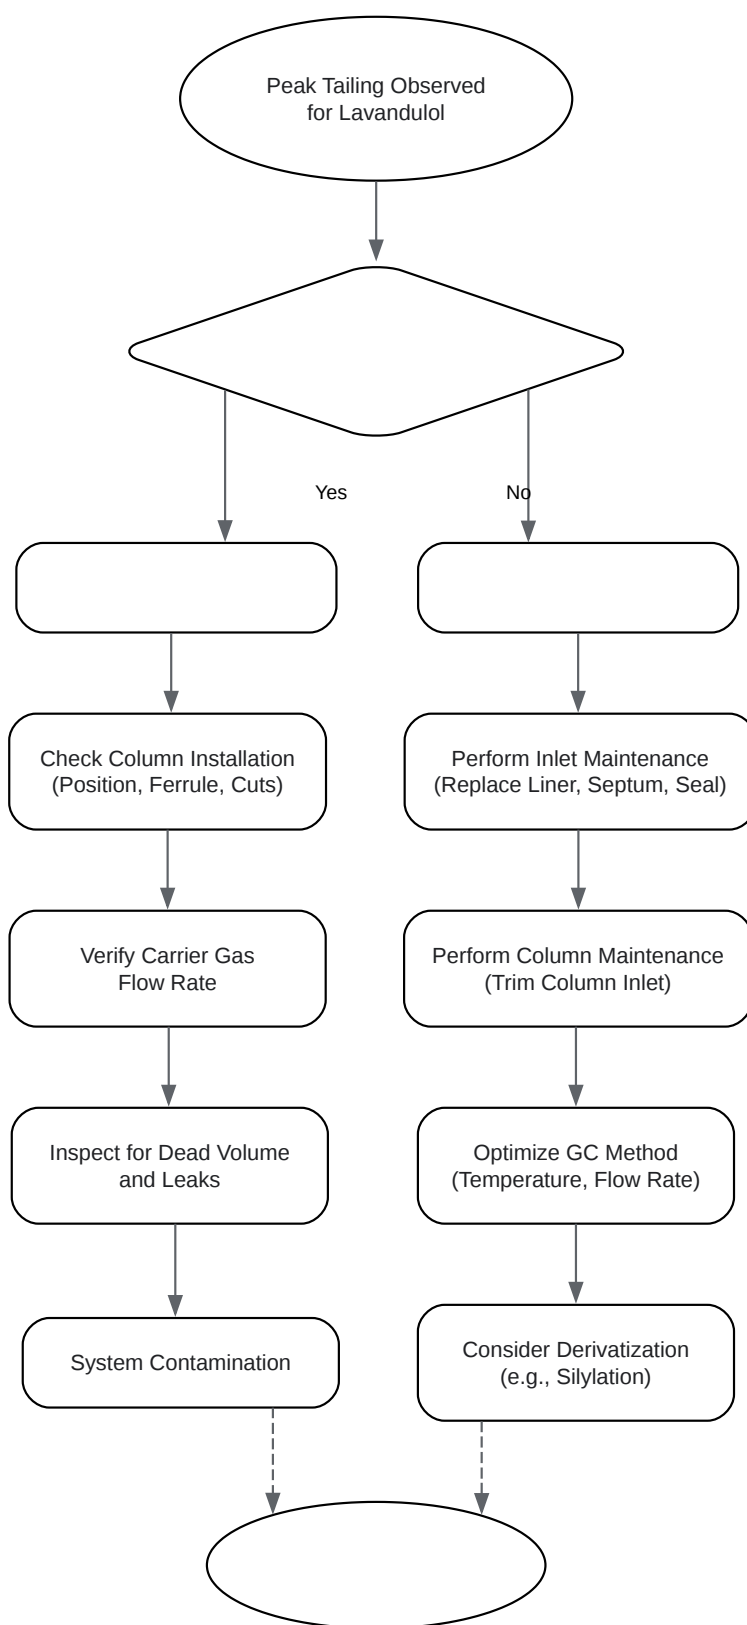 Peak Tailing Observed
for Lavandulol
Yes
No
Check Column Installation
(Position, Ferrule, Cuts)
Perform Inlet Maintenance
(Replace Liner, Septum, Seal)
Verify Carrier Gas
Flow Rate
Perform Column Maintenance
(Trim Column Inlet)
Inspect for Dead Volume
and Leaks
Optimize GC Method
(Temperature, Flow Rate)
System Contamination
Consider Derivatization
(e.g., Silylation)